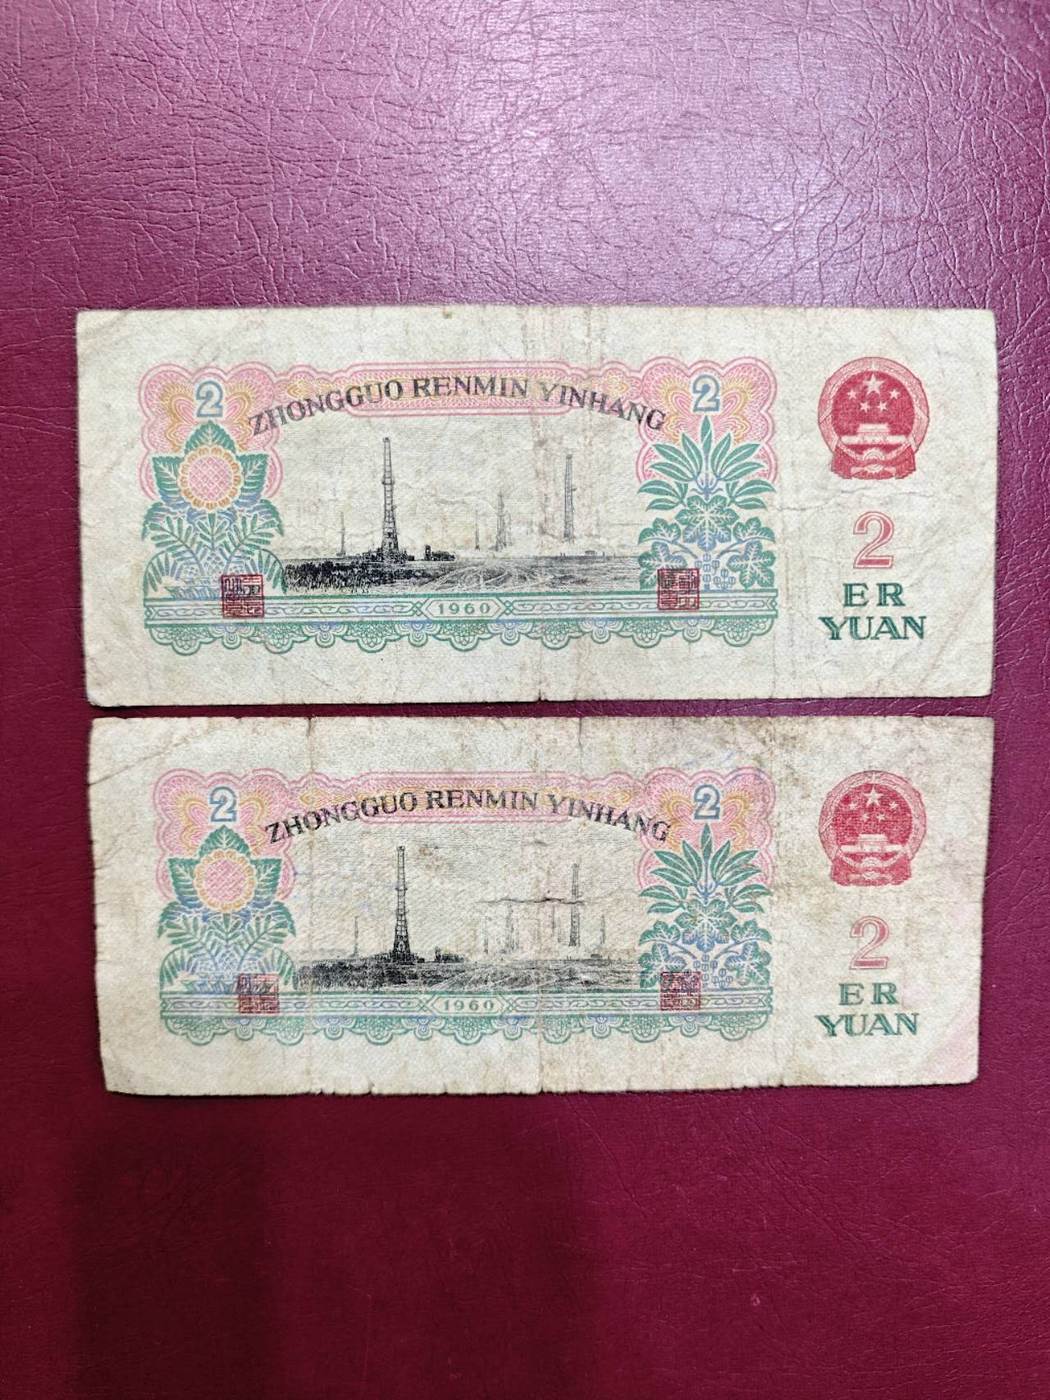 2 ZHONGGUO RENMIN YINHANG 2
2
1960
ER
YUAN
2 ZHONGGUO RENMIN YINHANG 2
2
1960
ER
YUAN